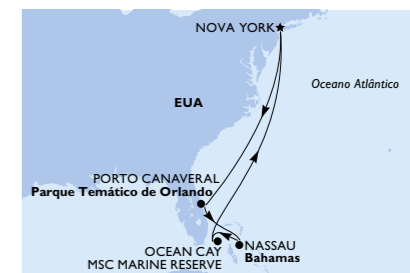 NOVA YORK
Oceano Atlântico
EUA
PORTO CANAVERAL
Parque Temático de Orlando
NASSAU
Bahamas
OCEAN CAY
MSC MARINE RESERVE